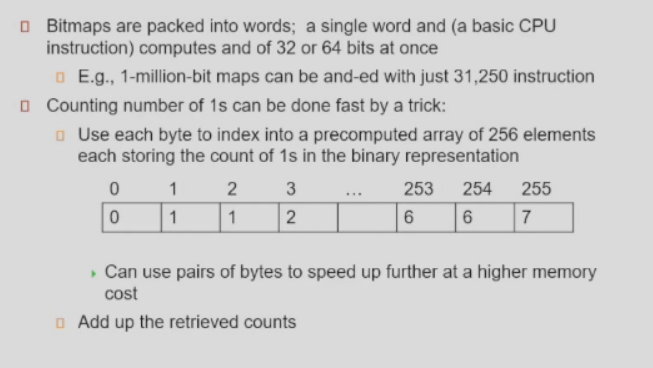 Bitmaps are packed into words; a single word and (a basic CPU
instruction) computes and of 32 or 64 bits at once
E.g., 1-million-bit maps can be and-ed with just 31,250 instruction
Counting number of 1s can be done fast by a trick:
Use each byte to index into a precomputed array of 256 elements
each storing the count of 1s in the binary representation
0 1 2 3 ... 253 254 255
0 1 1 2 6 6 7
Can use pairs of bytes to speed up further at a higher memory
cost
Add up the retrieved counts